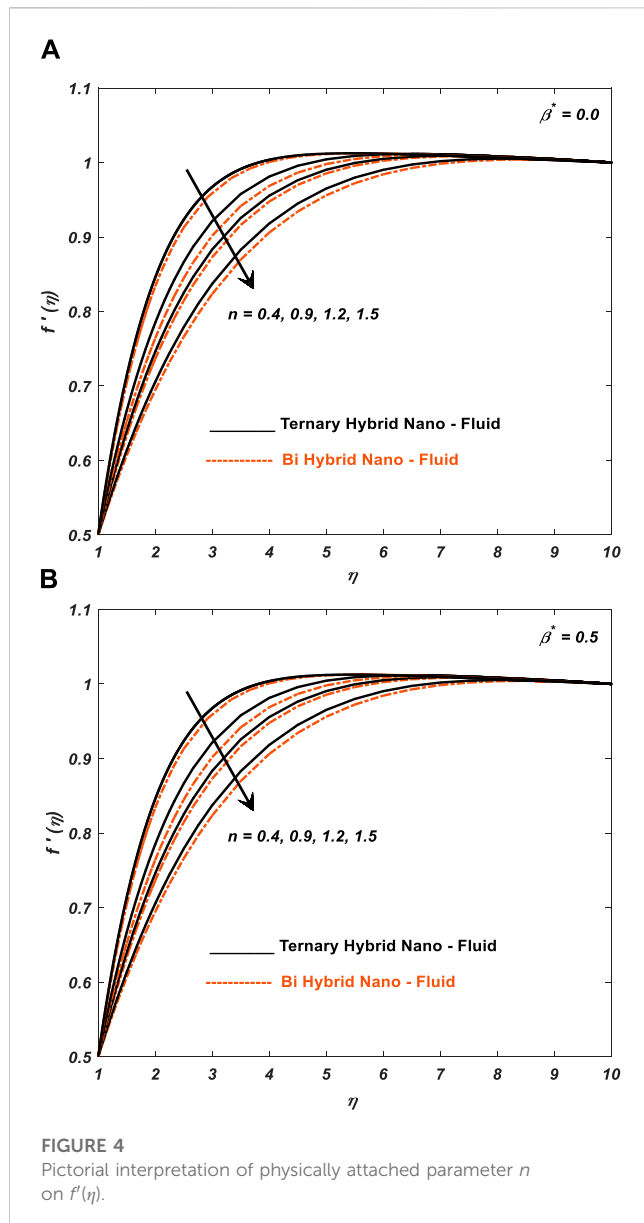 A
1.1
β* = 0.0
1
0.9
f ' (η)
0.8
n = 0.4, 0.9, 1.2, 1.5
0.7
Ternary Hybrid Nano - Fluid
0.6
Bi Hybrid Nano - Fluid
0.5
1 2 3 4 5 6 7 8 9 10
η
B
1.1
β* = 0.5
1
0.9
f ' (η)
0.8
n = 0.4, 0.9, 1.2, 1.5
0.7
Ternary Hybrid Nano - Fluid
0.6
Bi Hybrid Nano - Fluid
0.5
1 2 3 4 5 6 7 8 9 10
η
FIGURE 4
Pictorial interpretation of physically attached parameter n
on f′(η).